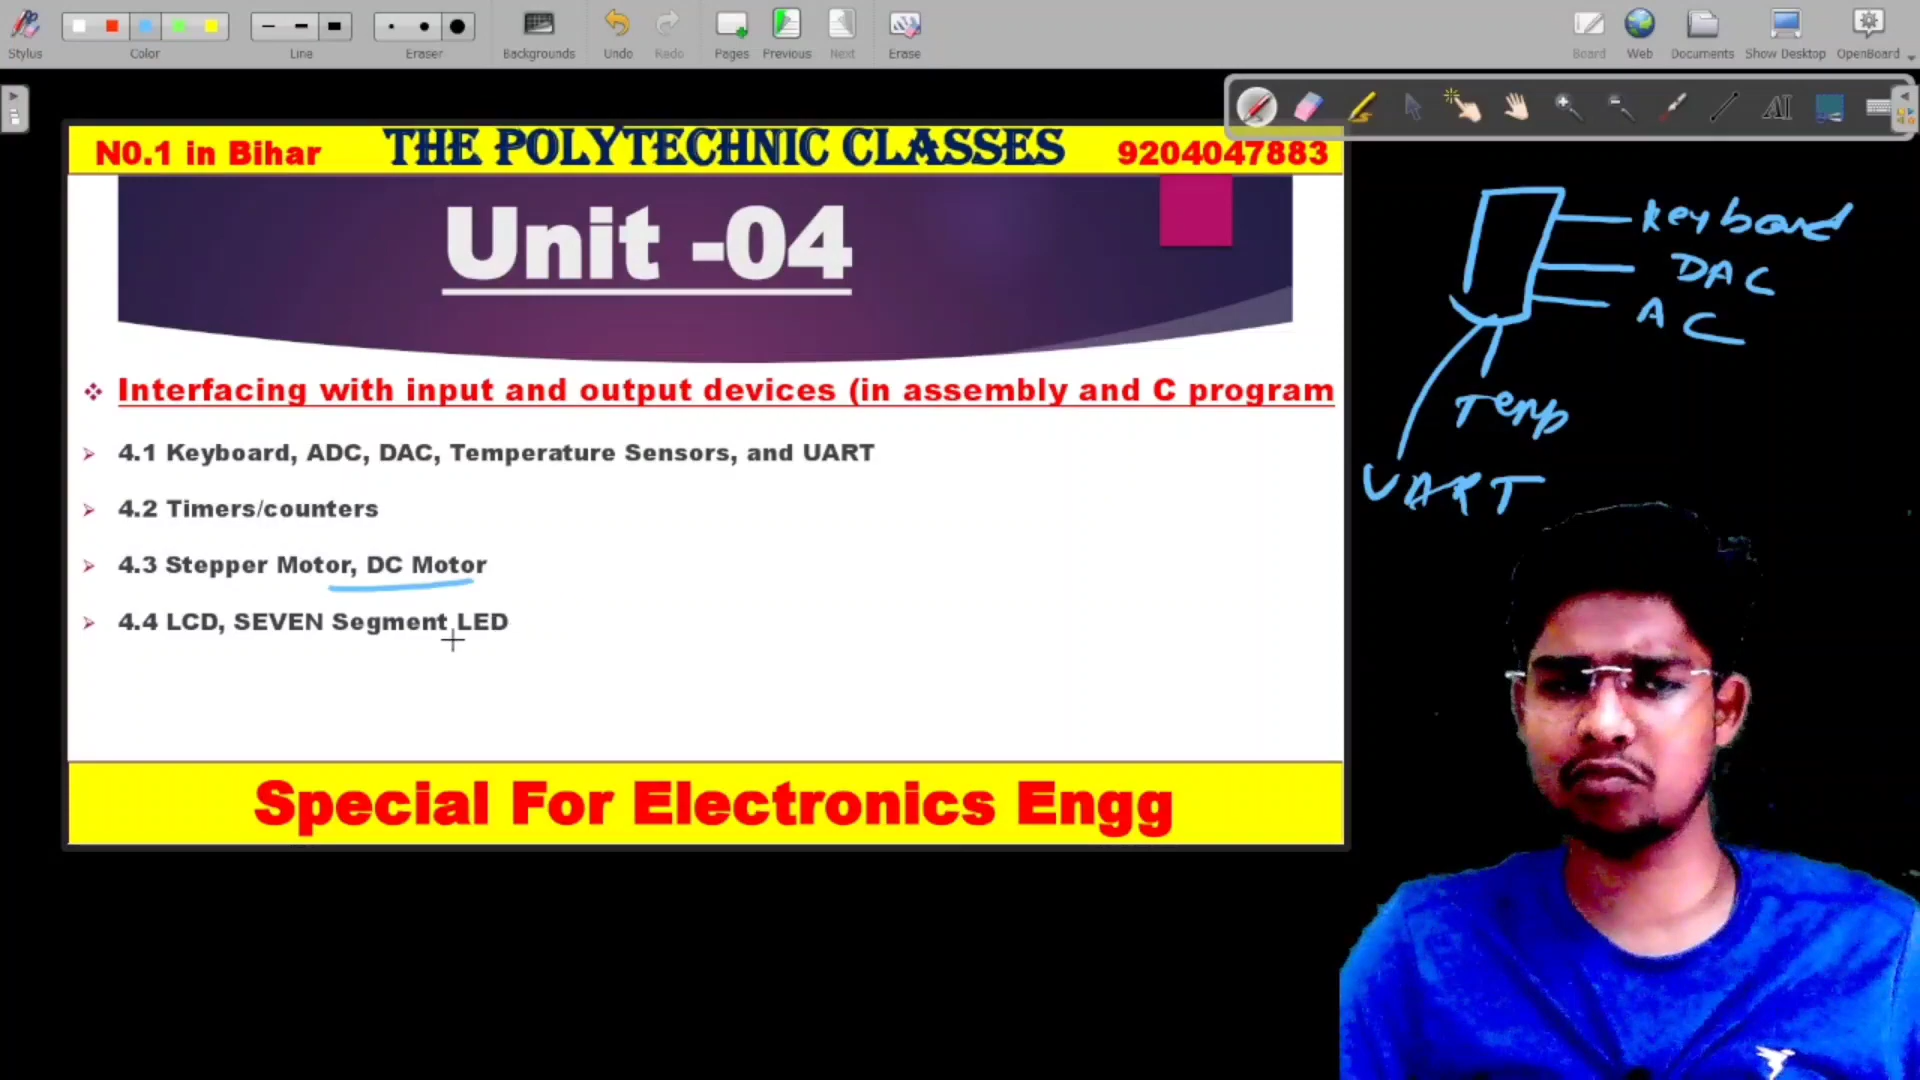 Stylus Color Line Eraser Backgrounds Undo Redo Pages Previous Next Erase Board Web Documents Show Desktop OpenBoard
N0.1 in Bihar THE POLYTECHNIC CLASSES 9204047883
Unit -04
Interfacing with input and output devices (in assembly and C program
4.1 Keyboard, ADC, DAC, Temperature Sensors, and UART
4.2 Timers/counters
4.3 Stepper Motor, DC Motor
4.4 LCD, SEVEN Segment LED
Special For Electronics Engg
Keyboard
DAC
AC
Temp
UART